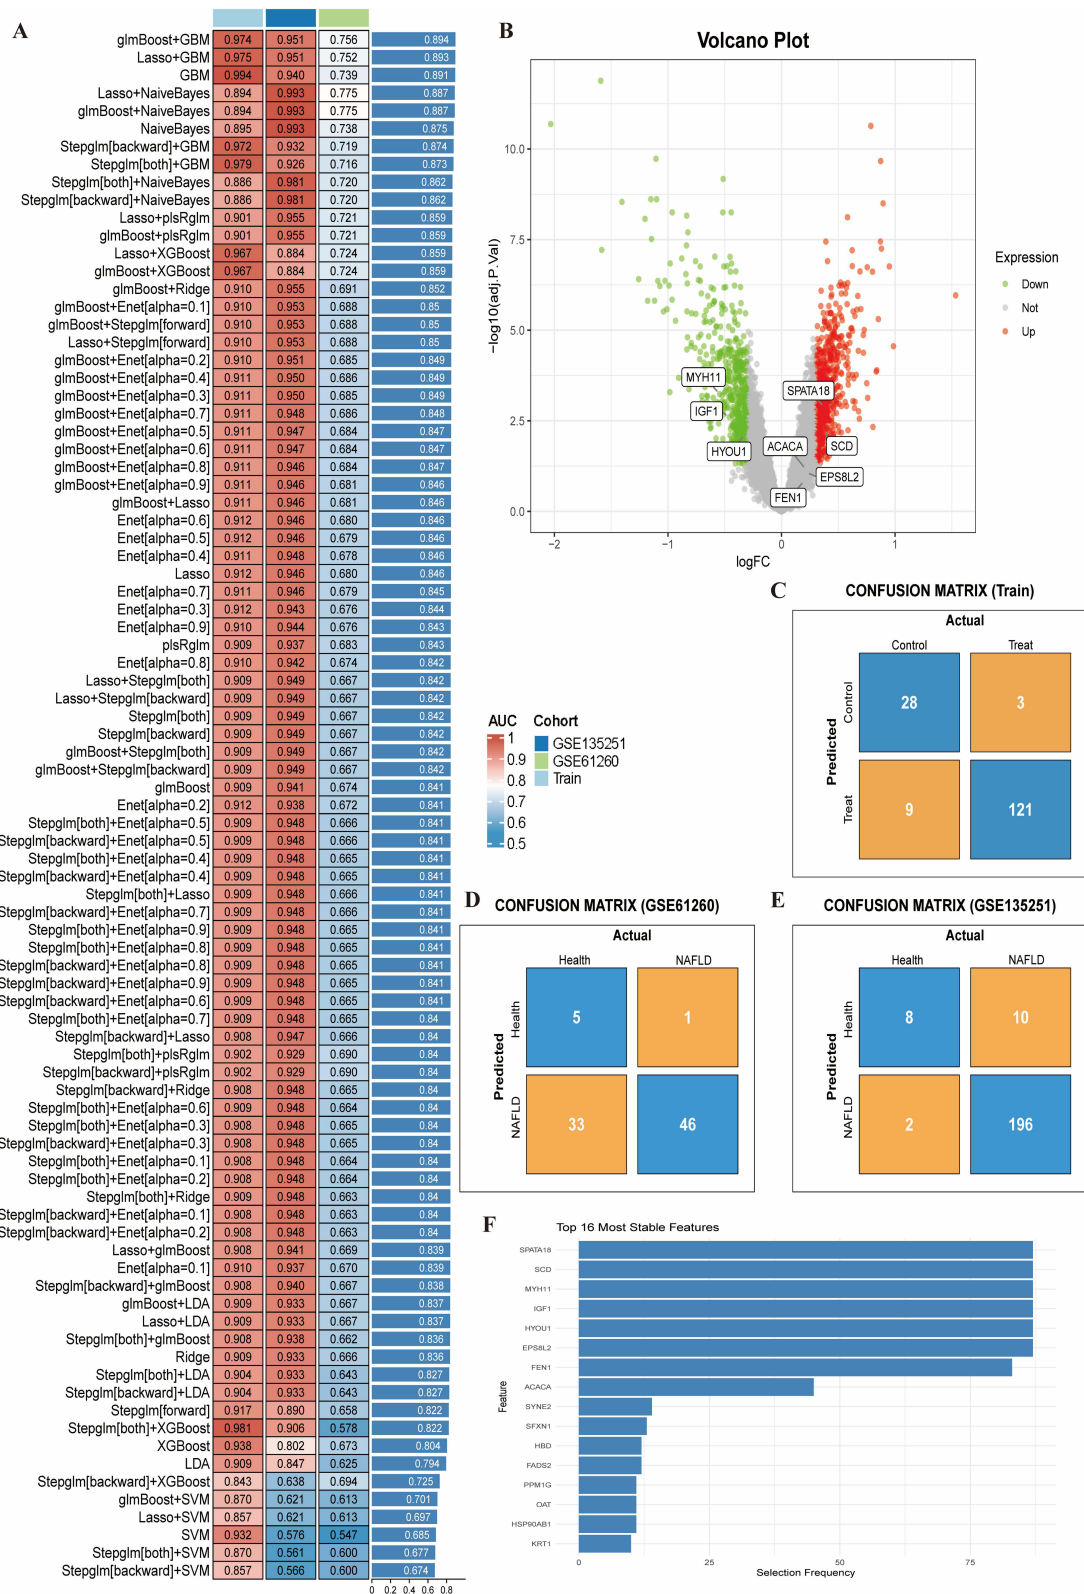 A
glmBoost+GBM 0.974 0.951 0.756 0.894
Lasso+GBM 0.975 0.951 0.752 0.893
GBM 0.994 0.940 0.739 0.891
Lasso+NaiveBayes 0.894 0.993 0.775 0.887
glmBoost+NaiveBayes 0.894 0.993 0.775 0.887
NaiveBayes 0.895 0.993 0.738 0.875
Stepglm[backward]+GBM 0.972 0.932 0.719 0.874
Stepglm[both]+GBM 0.979 0.926 0.716 0.873
Stepglm[both]+NaiveBayes 0.886 0.981 0.720 0.862
Stepglm[backward]+NaiveBayes 0.886 0.981 0.720 0.862
Lasso+plsRglm 0.901 0.955 0.721 0.859
glmBoost+plsRglm 0.901 0.955 0.721 0.859
Lasso+XGBoost 0.967 0.884 0.724 0.859
glmBoost+XGBoost 0.967 0.884 0.724 0.859
glmBoost+Ridge 0.910 0.955 0.691 0.852
glmBoost+Enet[alpha=0.1] 0.910 0.953 0.688 0.85
glmBoost+Stepglm[forward] 0.910 0.953 0.688 0.85
Lasso+Stepglm[forward] 0.910 0.953 0.688 0.85
glmBoost+Enet[alpha=0.2] 0.910 0.951 0.685 0.849
glmBoost+Enet[alpha=0.4] 0.911 0.950 0.686 0.849
glmBoost+Enet[alpha=0.3] 0.911 0.950 0.685 0.849
glmBoost+Enet[alpha=0.7] 0.911 0.948 0.686 0.848
glmBoost+Enet[alpha=0.5] 0.911 0.947 0.684 0.847
glmBoost+Enet[alpha=0.6] 0.911 0.947 0.684 0.847
glmBoost+Enet[alpha=0.8] 0.911 0.946 0.684 0.847
glmBoost+Enet[alpha=0.9] 0.911 0.946 0.681 0.846
glmBoost+Lasso 0.911 0.946 0.681 0.846
Enet[alpha=0.6] 0.912 0.946 0.680 0.846
Enet[alpha=0.5] 0.912 0.946 0.679 0.846
Enet[alpha=0.4] 0.911 0.948 0.678 0.846
Lasso 0.912 0.946 0.680 0.846
Enet[alpha=0.7] 0.911 0.946 0.679 0.845
Enet[alpha=0.3] 0.912 0.943 0.676 0.844
Enet[alpha=0.9] 0.910 0.944 0.676 0.843
plsRglm 0.909 0.937 0.683 0.843
Enet[alpha=0.8] 0.910 0.942 0.674 0.842
Lasso+Stepglm[both] 0.909 0.949 0.667 0.842
Lasso+Stepglm[backward] 0.909 0.949 0.667 0.842
Stepglm[both] 0.909 0.949 0.667 0.842
Stepglm[backward] 0.909 0.949 0.667 0.842
glmBoost+Stepglm[both] 0.909 0.949 0.667 0.842
glmBoost+Stepglm[backward] 0.909 0.949 0.667 0.842
glmBoost 0.909 0.941 0.674 0.841
Enet[alpha=0.2] 0.912 0.938 0.672 0.841
Stepglm[both]+Enet[alpha=0.5] 0.909 0.948 0.666 0.841
Stepglm[backward]+Enet[alpha=0.5] 0.909 0.948 0.666 0.841
Stepglm[both]+Enet[alpha=0.4] 0.909 0.948 0.665 0.841
Stepglm[backward]+Enet[alpha=0.4] 0.909 0.948 0.665 0.841
Stepglm[both]+Lasso 0.909 0.948 0.666 0.841
Stepglm[backward]+Enet[alpha=0.7] 0.909 0.948 0.666 0.841
Stepglm[both]+Enet[alpha=0.9] 0.909 0.948 0.665 0.841
Stepglm[both]+Enet[alpha=0.8] 0.909 0.948 0.665 0.841
Stepglm[backward]+Enet[alpha=0.8] 0.909 0.948 0.665 0.841
Stepglm[backward]+Enet[alpha=0.9] 0.909 0.948 0.665 0.841
Stepglm[backward]+Enet[alpha=0.6] 0.909 0.948 0.665 0.841
Stepglm[both]+Enet[alpha=0.7] 0.909 0.948 0.665 0.84
Stepglm[backward]+Lasso 0.908 0.947 0.666 0.84
Stepglm[both]+plsRglm 0.902 0.929 0.690 0.84
Stepglm[backward]+plsRglm 0.902 0.929 0.690 0.84
Stepglm[backward]+Ridge 0.908 0.948 0.665 0.84
Stepglm[both]+Enet[alpha=0.6] 0.909 0.948 0.664 0.84
Stepglm[both]+Enet[alpha=0.3] 0.908 0.948 0.665 0.84
Stepglm[backward]+Enet[alpha=0.3] 0.908 0.948 0.665 0.84
Stepglm[both]+Enet[alpha=0.1] 0.908 0.948 0.664 0.84
Stepglm[both]+Enet[alpha=0.2] 0.908 0.948 0.664 0.84
Stepglm[both]+Ridge 0.909 0.948 0.663 0.84
Stepglm[backward]+Enet[alpha=0.1] 0.908 0.948 0.663 0.84
Stepglm[backward]+Enet[alpha=0.2] 0.908 0.948 0.663 0.84
Lasso+glmBoost 0.908 0.941 0.669 0.839
Enet[alpha=0.1] 0.910 0.937 0.670 0.839
Stepglm[backward]+glmBoost 0.908 0.940 0.667 0.838
glmBoost+LDA 0.909 0.933 0.667 0.837
Lasso+LDA 0.909 0.933 0.667 0.837
Stepglm[both]+glmBoost 0.908 0.938 0.662 0.836
Ridge 0.909 0.933 0.666 0.836
Stepglm[both]+LDA 0.904 0.933 0.643 0.827
Stepglm[backward]+LDA 0.904 0.933 0.643 0.827
Stepglm[forward] 0.917 0.890 0.658 0.822
Stepglm[both]+XGBoost 0.981 0.906 0.578 0.822
XGBoost 0.938 0.802 0.673 0.804
LDA 0.909 0.847 0.625 0.794
Stepglm[backward]+XGBoost 0.843 0.638 0.694 0.725
glmBoost+SVM 0.870 0.621 0.613 0.701
Lasso+SVM 0.857 0.621 0.613 0.697
SVM 0.932 0.576 0.547 0.685
Stepglm[both]+SVM 0.870 0.561 0.600 0.677
Stepglm[backward]+SVM 0.857 0.566 0.600 0.674
0 0.2 0.4 0.6 0.8
AUC
1
0.9
0.8
0.7
0.6
0.5
Cohort
GSE135251
GSE61260
Train
B
Volcano Plot
−log10(adj.P.Val)
10.0
7.5
5.0
2.5
0.0
MYH11
IGF1
HYOU1
SPATA18
ACACA
SCD
EPS8L2
FEN1
−2 −1 0 1
logFC
Expression
Down
Not
Up
C
CONFUSION MATRIX (Train)
Actual
Control Treat
Predicted
Control 28 3
Treat 9 121
D
CONFUSION MATRIX (GSE61260)
Actual
Health NAFLD
Predicted
Health 5 1
NAFLD 33 46
E
CONFUSION MATRIX (GSE135251)
Actual
Health NAFLD
Predicted
Health 8 10
NAFLD 2 196
F
Top 16 Most Stable Features
Feature
SPATA18
SCD
MYH11
IGF1
HYOU1
EPS8L2
FEN1
ACACA
SYNE2
SFXN1
HBD
FADS2
PPM1G
OAT
HSP90AB1
KRT1
0 25 50 75
Selection Frequency